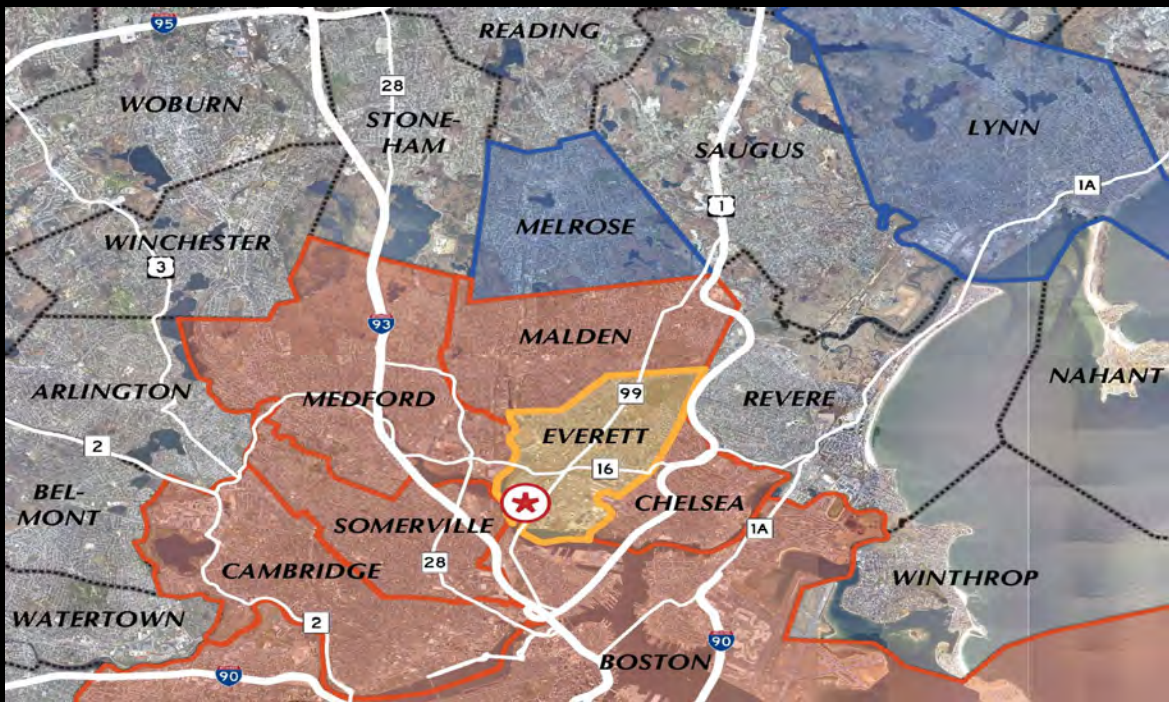 95
READING
28
WOBURN
STONE-
HAM
LYNN
SAUGUS
1A
1
MELROSE
WINCHESTER
3
93
MALDEN
NAHANT
ARLINGTON
MEDFORD
99
REVERE
EVERETT
2
16
BEL-
MONT
CHELSEA
SOMERVILLE
1A
28
CAMBRIDGE
WINTHROP
WATERTOWN
2
90
BOSTON
90